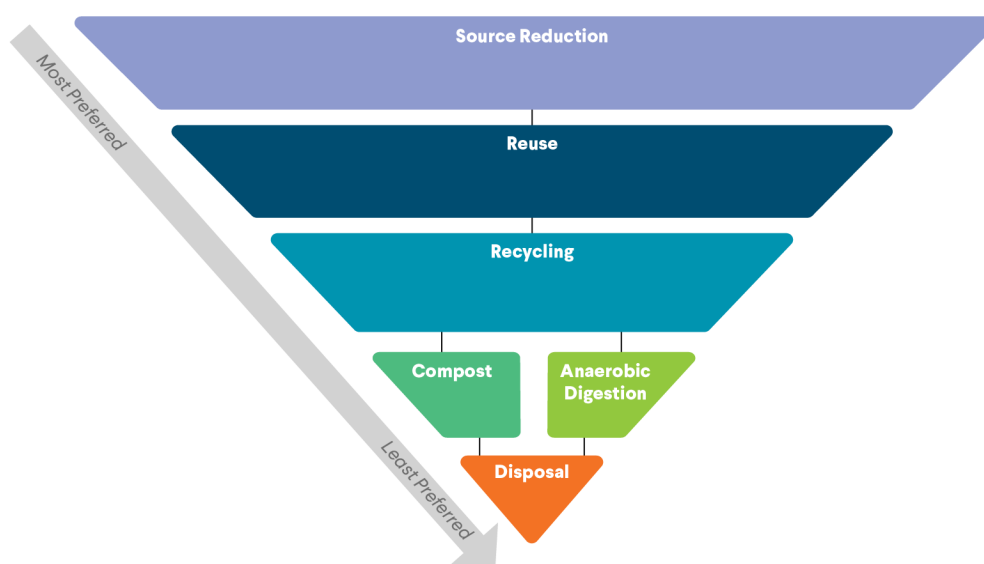 Source Reduction
Most Preferred
Reuse
Recycling
Compost
Anaerobic
Digestion
Least Preferred
Disposal